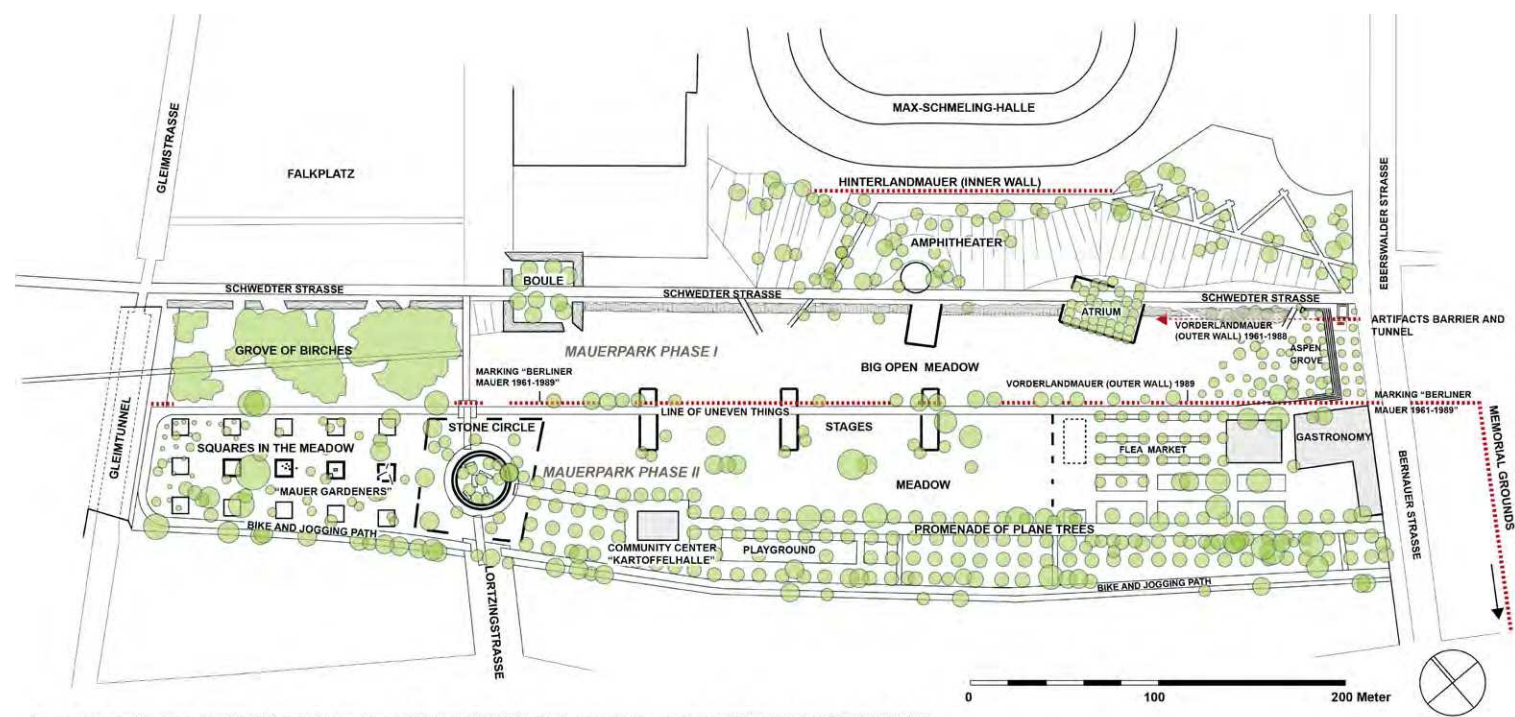 MAX-SCHMELING-HALLE
GLEIMSTRASSE
FALKPLATZ
HINTERLANDMAUER (INNER WALL)
EBERSWALDER STRASSE
AMPHITHEATER
BOULE
SCHWEDTER STRASSE
SCHWEDTER STRASSE
SCHWEDTER STRASSE
ATRIUM
ARTIFACTS BARRIER AND
TUNNEL
VORDERLANDMAUER
(OUTER WALL) 1961-1988
ASPEN
GROVE
GROVE OF BIRCHES
MAUERPARK PHASE I
BIG OPEN MEADOW
MARKING "BERLINER
MAUER 1961-1989"
VORDERLANDMAUER (OUTER WALL) 1989
MARKING "BERLINER
MAUER 1961-1989"
LINE OF UNEVEN THINGS
GLEIMTUNNEL
STONE CIRCLE
STAGES
MEMORIAL GROUNDS
SQUARES IN THE MEADOW
FLEA MARKET
GASTRONOMY
MAUERPARK PHASE II
MEADOW
"MAUER GARDENERS"
BERNAUER STRASSE
BIKE AND JOGGING PATH
PROMENADE OF PLANE TREES
COMMUNITY CENTER
"KARTOFFELHALLE"
PLAYGROUND
BIKE AND JOGGING PATH
LORTZINGSTRASSE
0
100
200 Meter